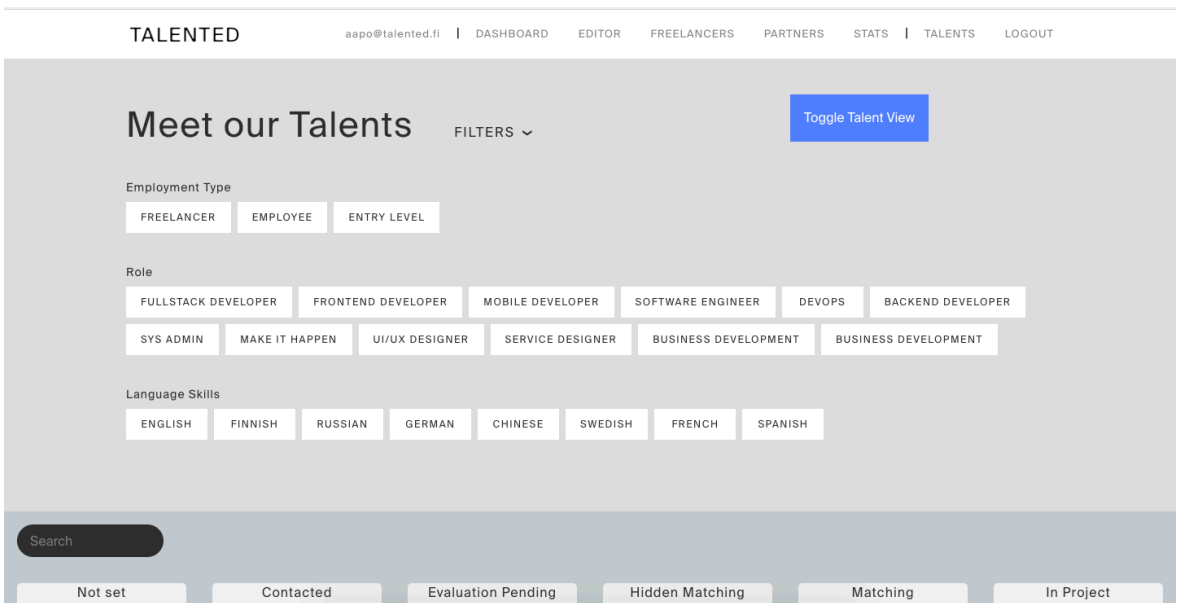 TALENTED aapo@talented.fi | DASHBOARD EDITOR FREELANCERS PARTNERS STATS | TALENTS LOGOUT
Meet our Talents FILTERS Toggle Talent View
Employment Type
FREELANCER EMPLOYEE ENTRY LEVEL
Role
FULLSTACK DEVELOPER FRONTEND DEVELOPER MOBILE DEVELOPER SOFTWARE ENGINEER DEVOPS BACKEND DEVELOPER
SYS ADMIN MAKE IT HAPPEN UI/UX DESIGNER SERVICE DESIGNER BUSINESS DEVELOPMENT BUSINESS DEVELOPMENT
Language Skills
ENGLISH FINNISH RUSSIAN GERMAN CHINESE SWEDISH FRENCH SPANISH
Search
Not set Contacted Evaluation Pending Hidden Matching Matching In Project